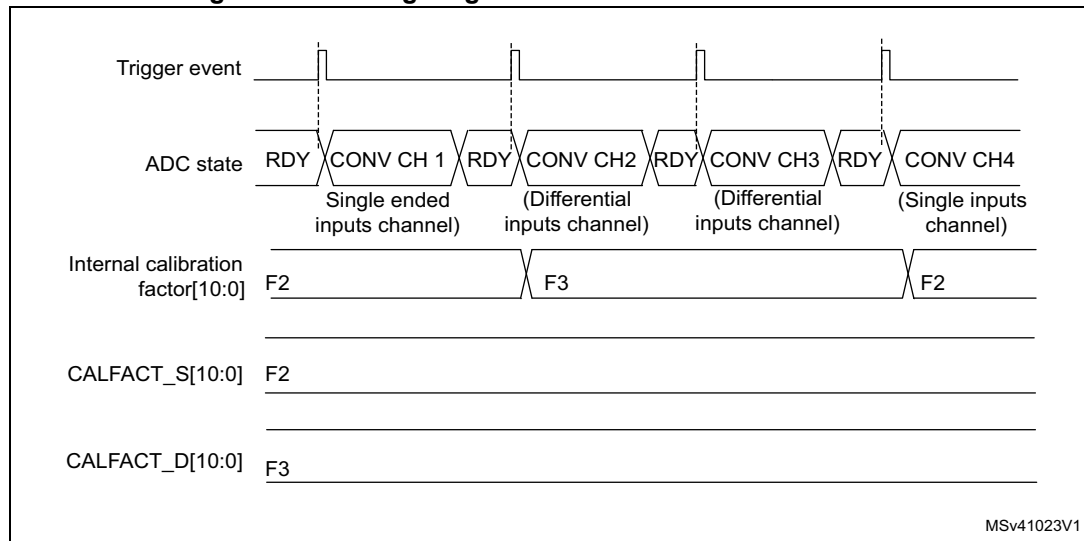 Trigger event
ADC state RDY CONV CH 1 RDY CONV CH2 RDY CONV CH3 RDY CONV CH4
Single ended (Differential (Differential (Single inputs
inputs channel) inputs channel) inputs channel) channel)
Internal calibration
factor[10:0] F2 F3 F2
CALFACT_S[10:0] F2
CALFACT_D[10:0] F3
MSv41023V1